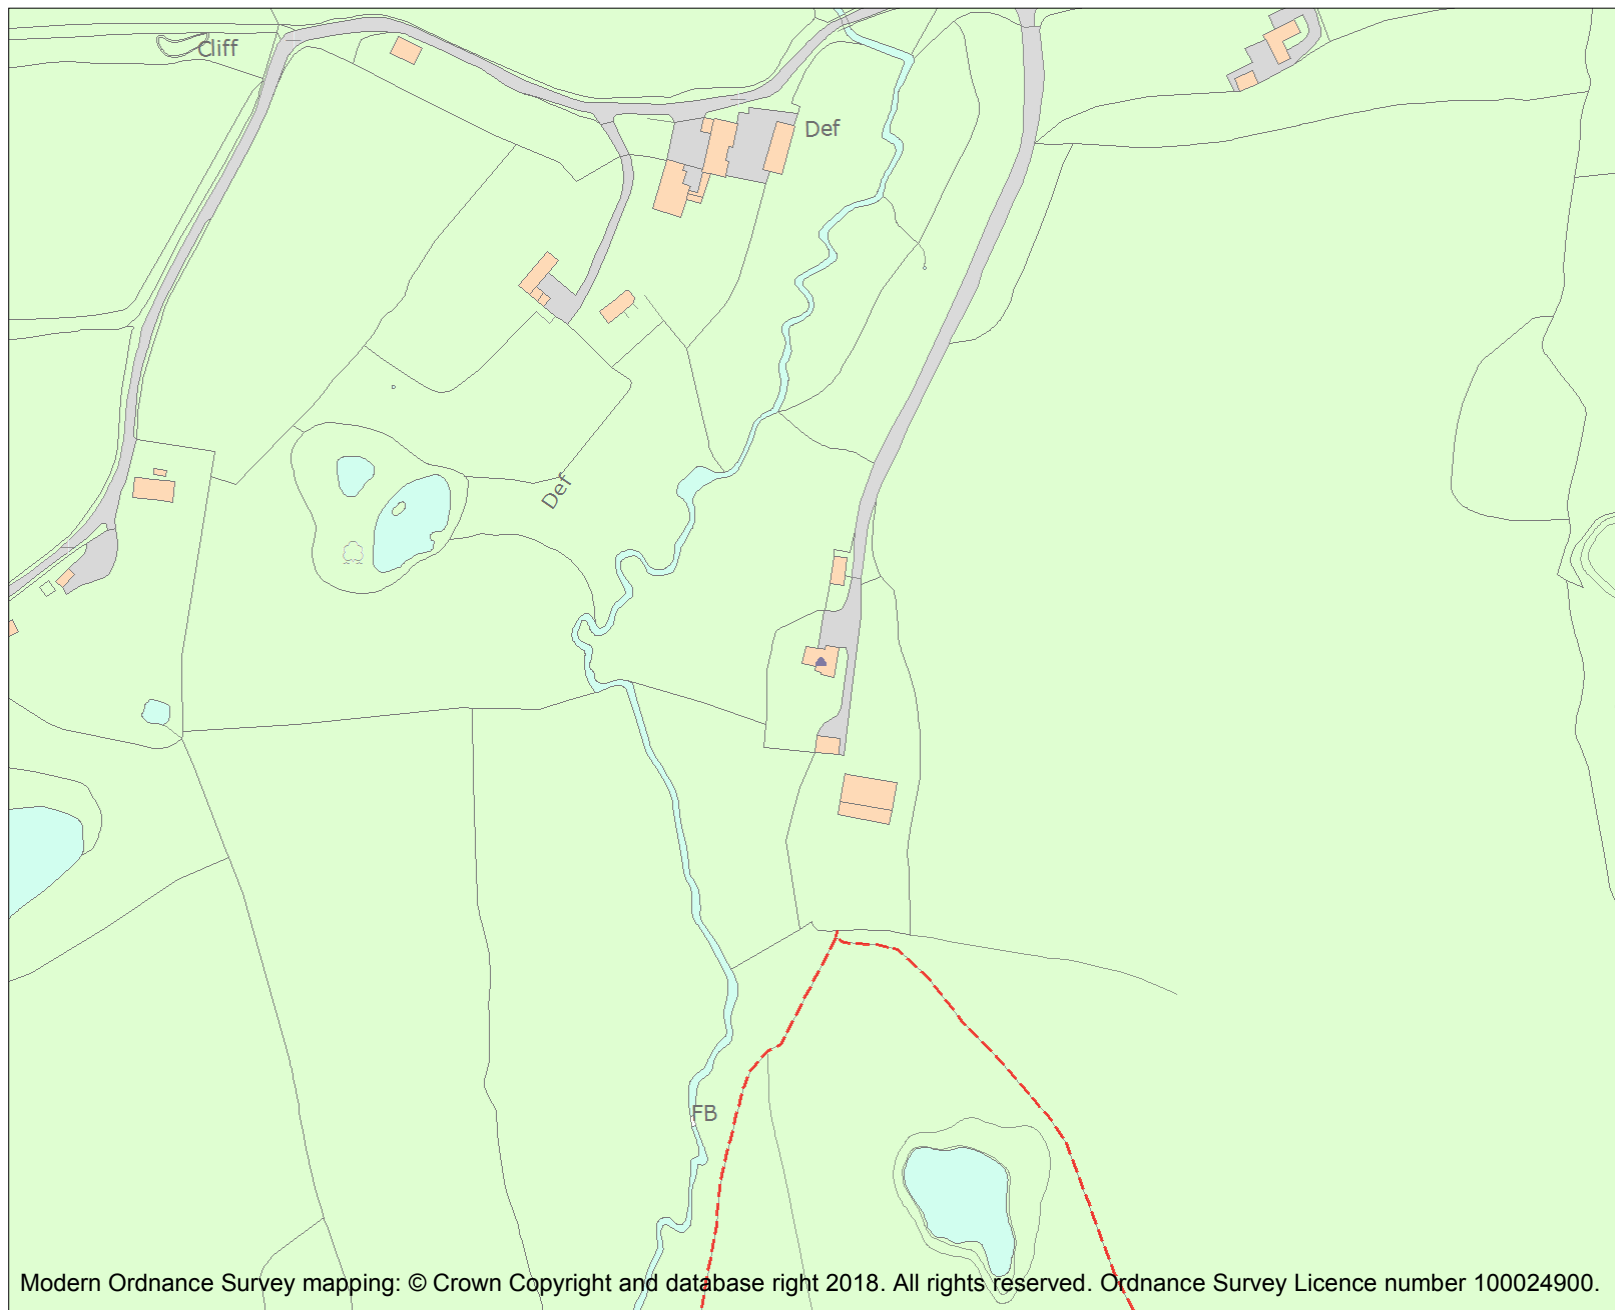 Cliff
Def
Def
FB
Modern Ordnance Survey mapping: © Crown Copyright and database right 2018. All rights reserved. Ordnance Survey Licence number 100024900.